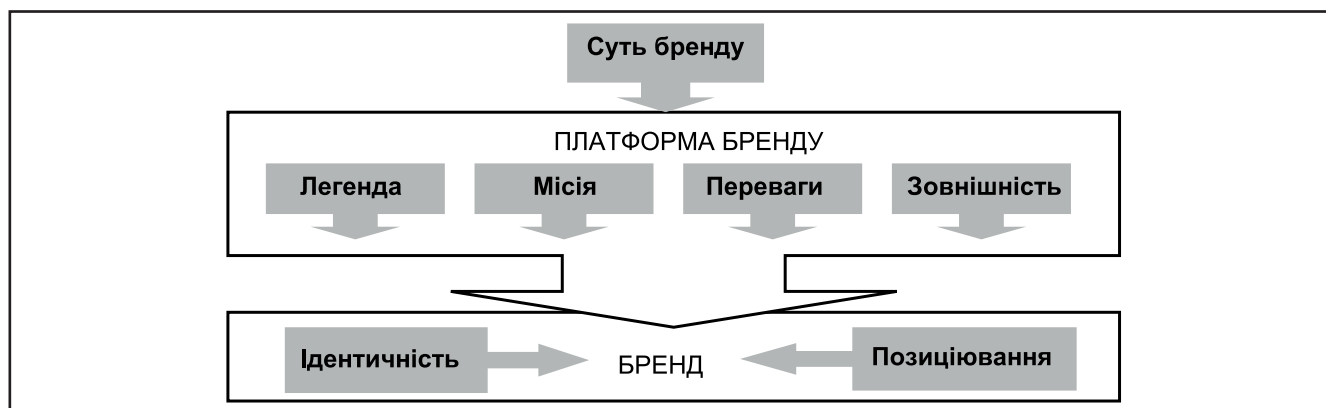 Суть бренду
ПЛАТФОРМА БРЕНДУ
Легенда
Місія
Переваги
Зовнішність
Ідентичність
БРЕНД
Позиціювання